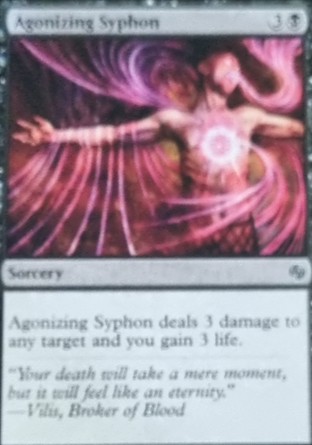 Agonizing Syphon 3
Sorcery
Agonizing Syphon deals 3 damage to
any target and you gain 3 life.
"Your death will take a mere moment,
but it will feel like an eternity."
—Vilis, Broker of Blood